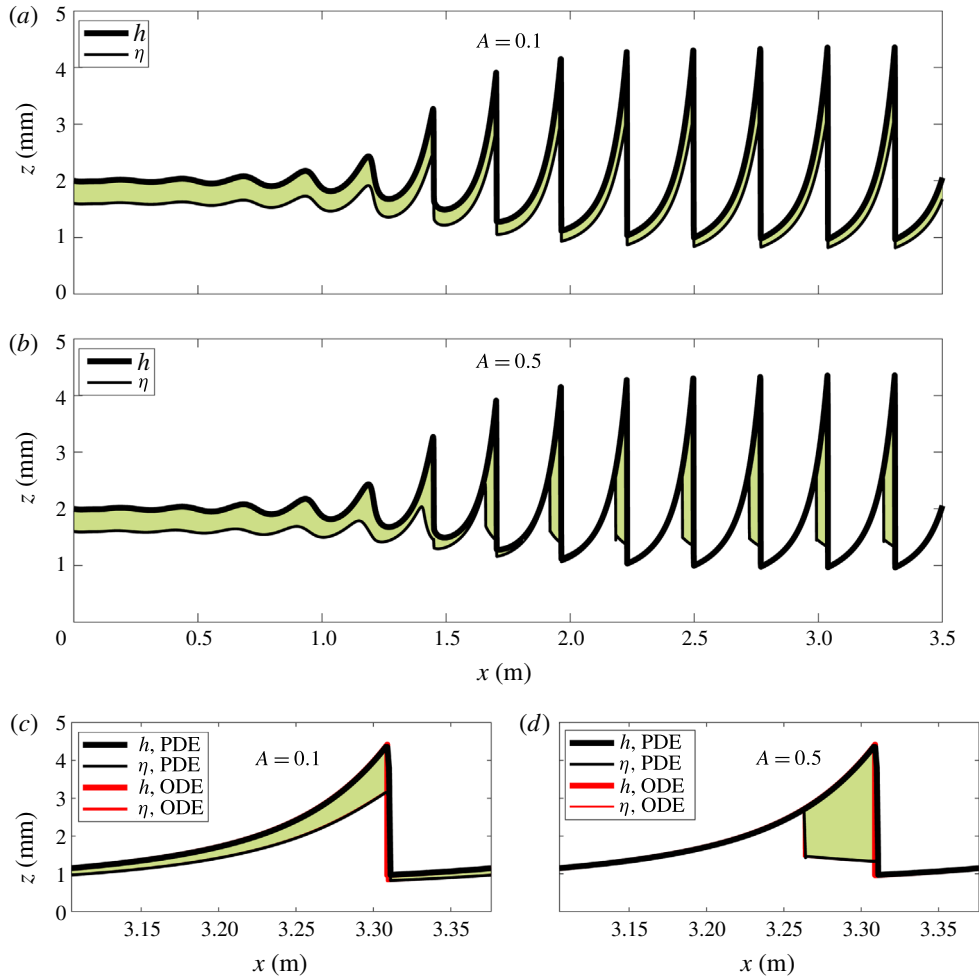 (a)
5
4
3
2
1
0
z (mm)
h
η
A = 0.1
(b)
5
4
3
2
1
0
z (mm)
h
η
A = 0.5
0.5 1.0 1.5 2.0 2.5 3.0 3.5
x (m)
(c)
5
4
3
2
1
0
z (mm)
h, PDE
η, PDE
h, ODE
η, ODE
A = 0.1
3.15 3.20 3.25 3.30 3.35
x (m)
(d)
h, PDE
η, PDE
h, ODE
η, ODE
A = 0.5
3.15 3.20 3.25 3.30 3.35
x (m)